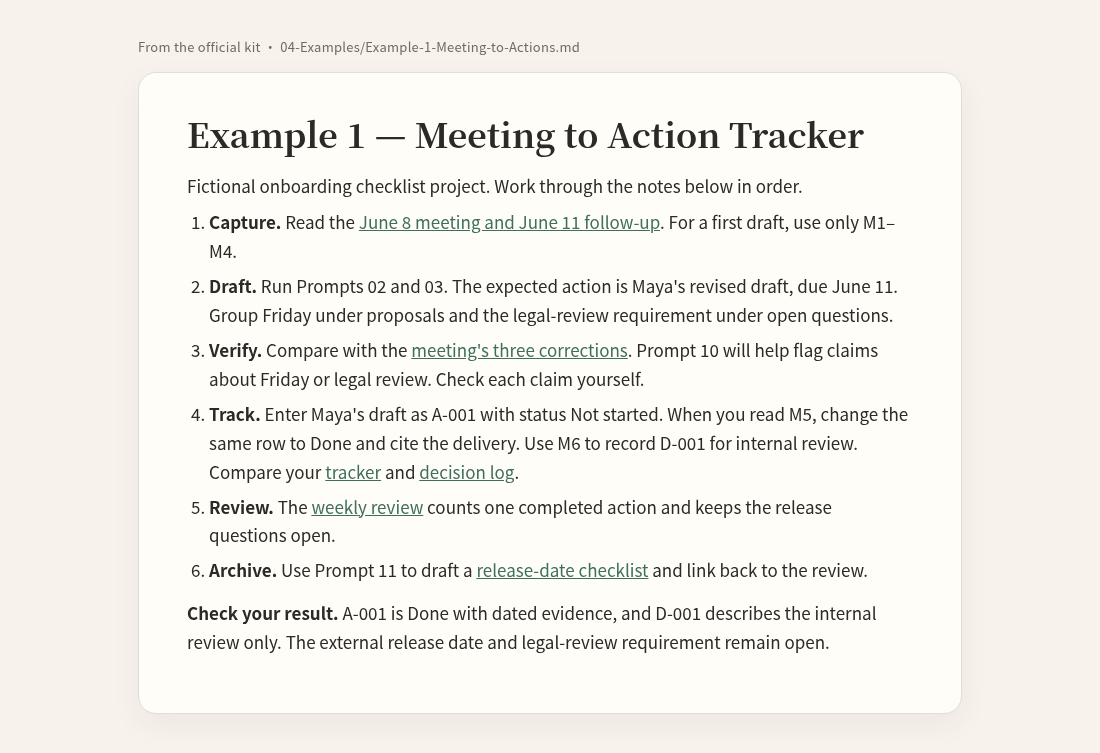 From the official kit • 04-Examples/Example-1-Meeting-to-Actions.md
Example 1 — Meeting to Action Tracker
Fictional onboarding checklist project. Work through the notes below in order.
1. Capture. Read the June 8 meeting and June 11 follow-up. For a first draft, use only M1–
M4.
2. Draft. Run Prompts 02 and 03. The expected action is Maya's revised draft, due June 11.
Group Friday under proposals and the legal-review requirement under open questions.
3. Verify. Compare with the meeting's three corrections. Prompt 10 will help flag claims
about Friday or legal review. Check each claim yourself.
4. Track. Enter Maya's draft as A-001 with status Not started. When you read M5, change the
same row to Done and cite the delivery. Use M6 to record D-001 for internal review.
Compare your tracker and decision log.
5. Review. The weekly review counts one completed action and keeps the release
questions open.
6. Archive. Use Prompt 11 to draft a release-date checklist and link back to the review.
Check your result. A-001 is Done with dated evidence, and D-001 describes the internal
review only. The external release date and legal-review requirement remain open.